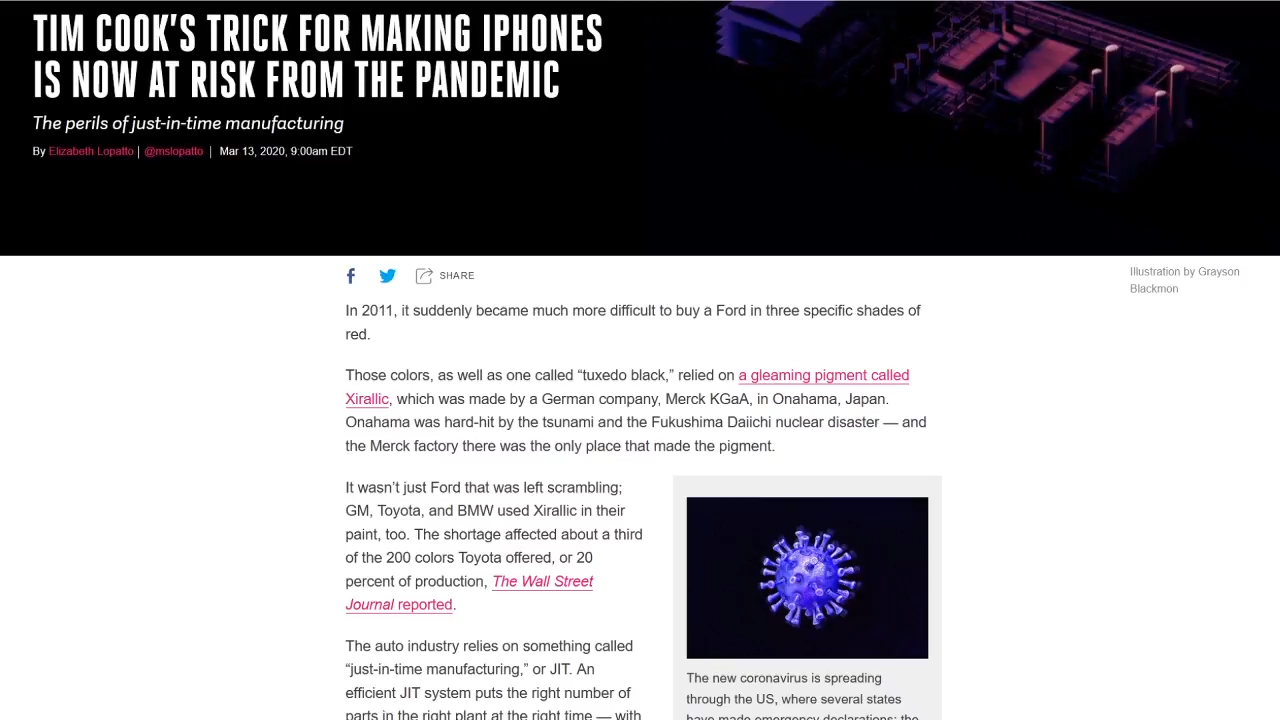 TIM COOK'S TRICK FOR MAKING IPHONES
IS NOW AT RISK FROM THE PANDEMIC
The perils of just-in-time manufacturing
By Elizabeth Lopatto | @mslopatto | Mar 13, 2020, 9:00am EDT
SHARE
Illustration by Grayson
Blackmon
In 2011, it suddenly became much more difficult to buy a Ford in three specific shades of
red.
Those colors, as well as one called “tuxedo black,” relied on a gleaming pigment called
Xirallic, which was made by a German company, Merck KGaA, in Onahama, Japan.
Onahama was hard-hit by the tsunami and the Fukushima Daiichi nuclear disaster — and
the Merck factory there was the only place that made the pigment.
It wasn’t just Ford that was left scrambling;
GM, Toyota, and BMW used Xirallic in their
paint, too. The shortage affected about a third
of the 200 colors Toyota offered, or 20
percent of production, The Wall Street
Journal reported.
The auto industry relies on something called
“just-in-time manufacturing,” or JIT. An
efficient JIT system puts the right number of
parts in the right plant at the right time — with
The new coronavirus is spreading
through the US, where several states
have made emergency declarations; the